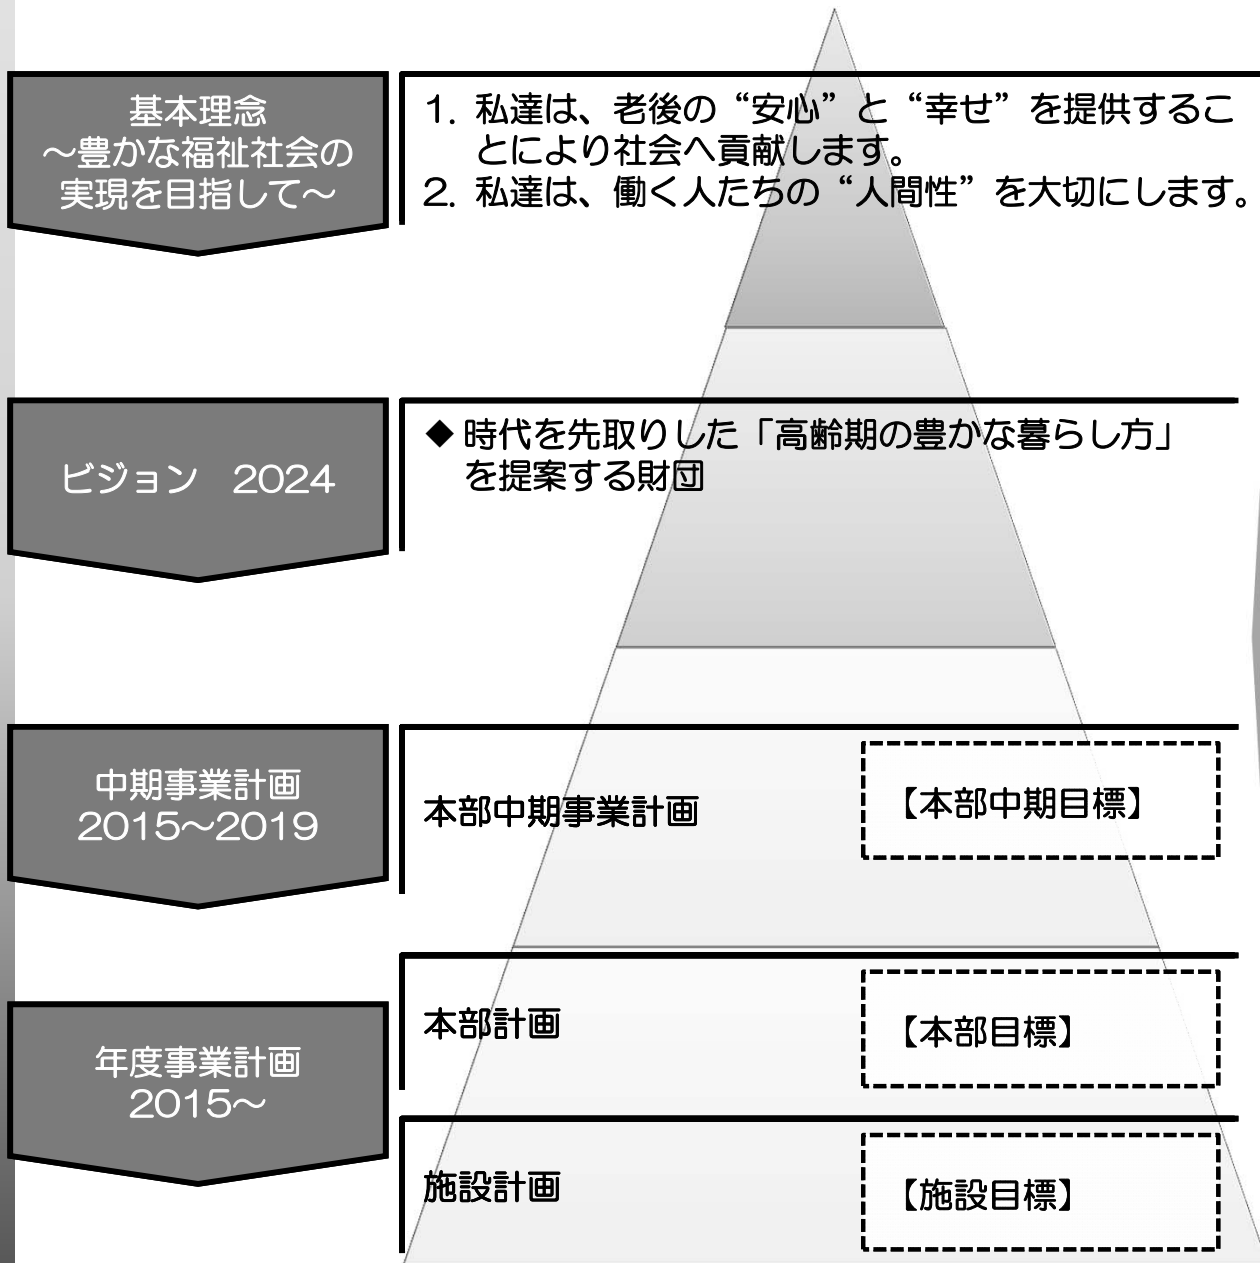 基本理念
～豊かな福祉社会の
実現を目指して～
1. 私達は、老後の“安心”と“幸せ”を提供するこ
とにより社会へ貢献します。
2. 私達は、働く人たちの“人間性”を大切にします。
ビジョン　2024
◆時代を先取りした「高齢期の豊かな暮らし方」
を提案する財団
中期事業計画
2015～2019
本部中期事業計画
【本部中期目標】
年度事業計画
2015～
本部計画
【本部目標】
施設計画
【施設目標】